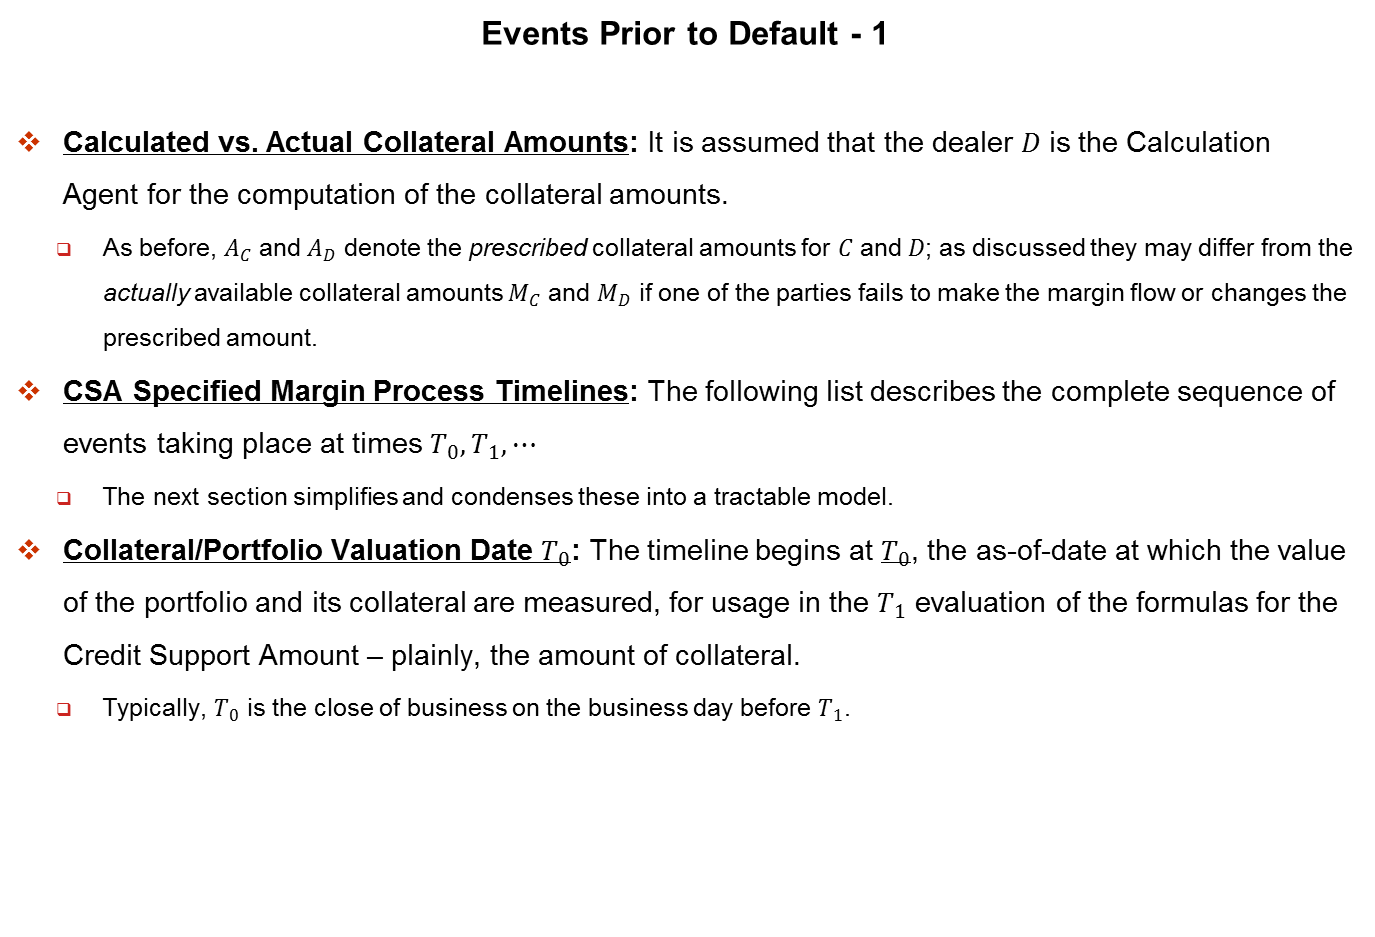 Events Prior to Default - 1
Calculated vs. Actual Collateral Amounts: It is assumed that the dealer D is the Calculation
Agent for the computation of the collateral amounts.
As before, A_C and A_D denote the prescribed collateral amounts for C and D; as discussed they may differ from the
actually available collateral amounts M_C and M_D if one of the parties fails to make the margin flow or changes the
prescribed amount.
CSA Specified Margin Process Timelines: The following list describes the complete sequence of
events taking place at times T_0, T_1, ⋯
The next section simplifies and condenses these into a tractable model.
Collateral/Portfolio Valuation Date T_0: The timeline begins at T_0, the as-of-date at which the value
of the portfolio and its collateral are measured, for usage in the T_1 evaluation of the formulas for the
Credit Support Amount – plainly, the amount of collateral.
Typically, T_0 is the close of business on the business day before T_1.